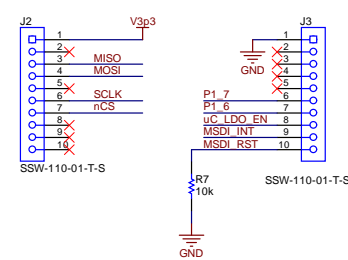 J2
V3p3
J3
1
2
3
MISO
4
MOSI
5
6
SCLK
7
nCS
8
9
10
SSW-110-01-T-S
1
2
3
4
5
GND
6
P1_7
7
P1_6
8
uC_LDO_EN
9
MSDI_INT
10
MSDI_RST
SSW-110-01-T-S
R7
10k
GND